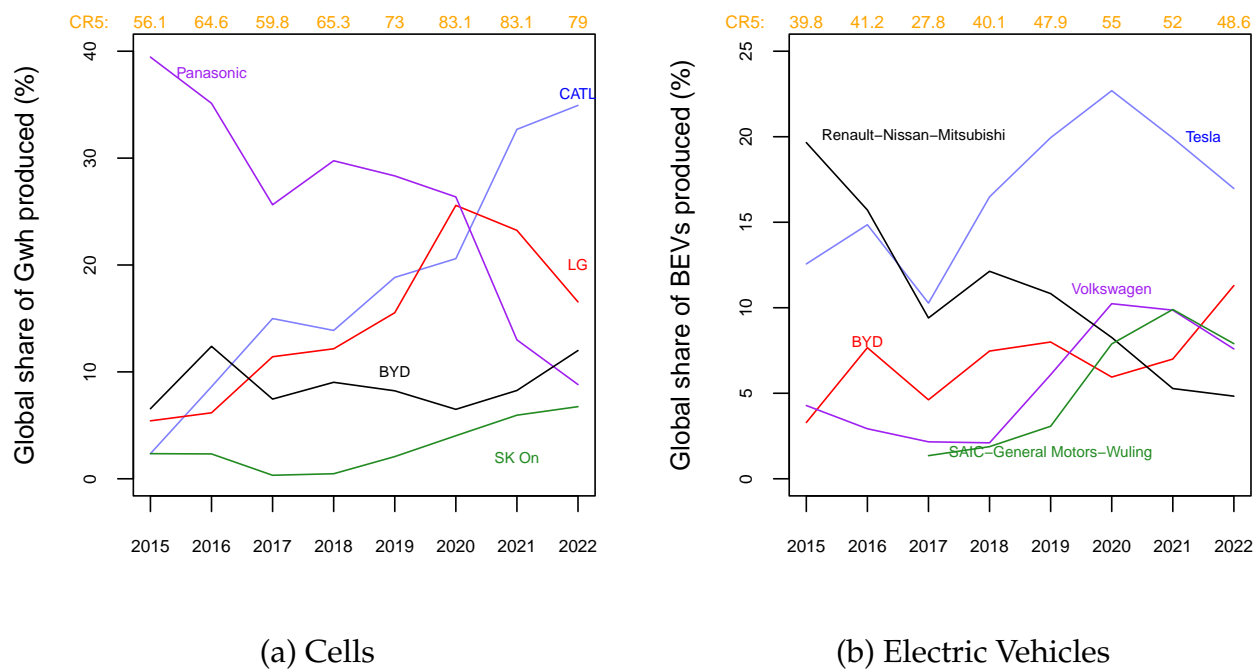 CR5: 56.1 64.6 59.8 65.3 73 83.1 83.1 79
Global share of Gwh produced (%)
40
30
20
10
0
Panasonic
CATL
LG
BYD
SK On
2015 2016 2017 2018 2019 2020 2021 2022
(a) Cells
CR5: 39.8 41.2 27.8 40.1 47.9 55 52 48.6
Global share of BEVs produced (%)
25
20
15
10
5
0
Renault−Nissan−Mitsubishi
Tesla
Volkswagen
BYD
SAIC−General Motors−Wuling
2015 2016 2017 2018 2019 2020 2021 2022
(b) Electric Vehicles